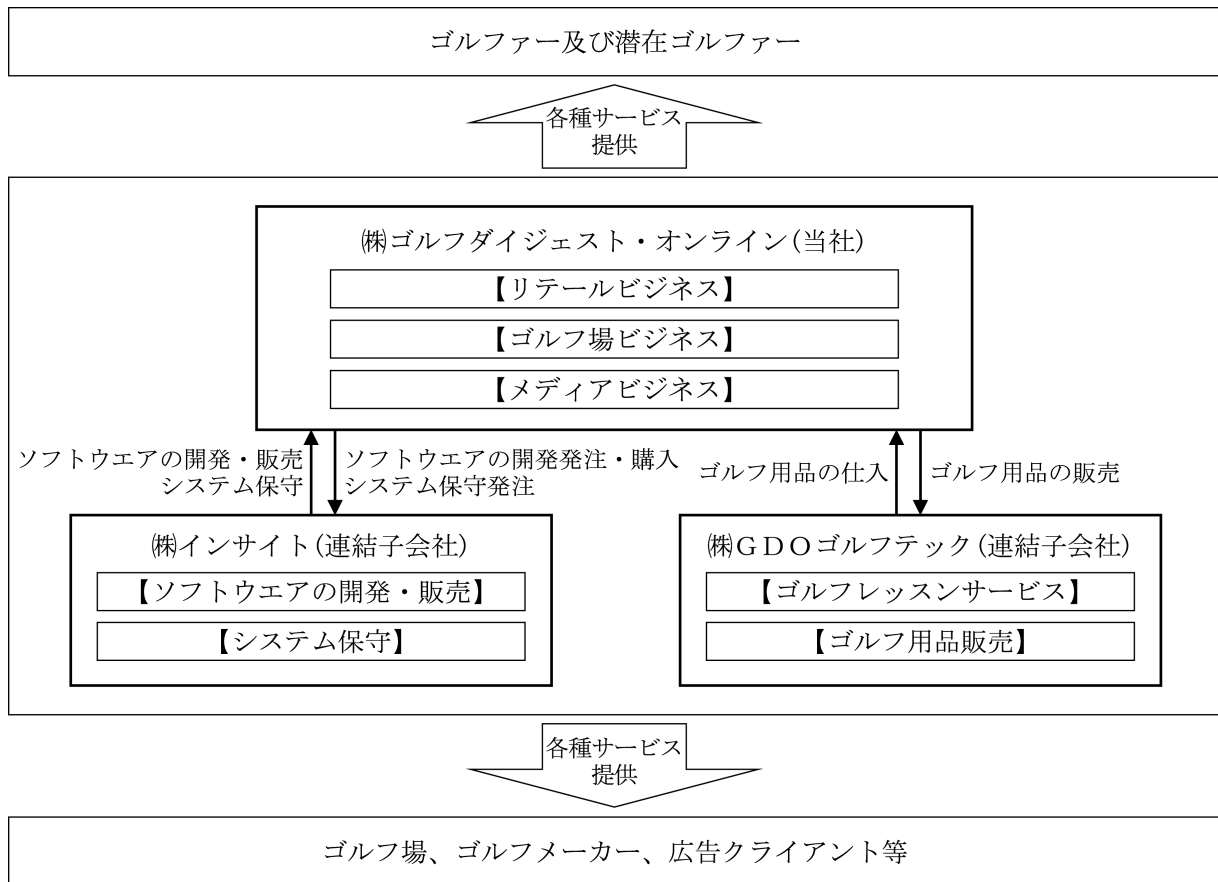 ゴルファー及び潜在ゴルファー
各種サービス
提供
㈱ゴルフダイジェスト・オンライン(当社)
【リテールビジネス】
【ゴルフ場ビジネス】
【メディアビジネス】
ソフトウエアの開発・販売
システム保守
ソフトウエアの開発発注・購入
システム保守発注
ゴルフ用品の仕入
ゴルフ用品の販売
㈱インサイト(連結子会社)
【ソフトウエアの開発・販売】
【システム保守】
㈱GDOゴルフテック(連結子会社)
【ゴルフレッスンサービス】
【ゴルフ用品販売】
各種サービス
提供
ゴルフ場、ゴルフメーカー、広告クライアント等